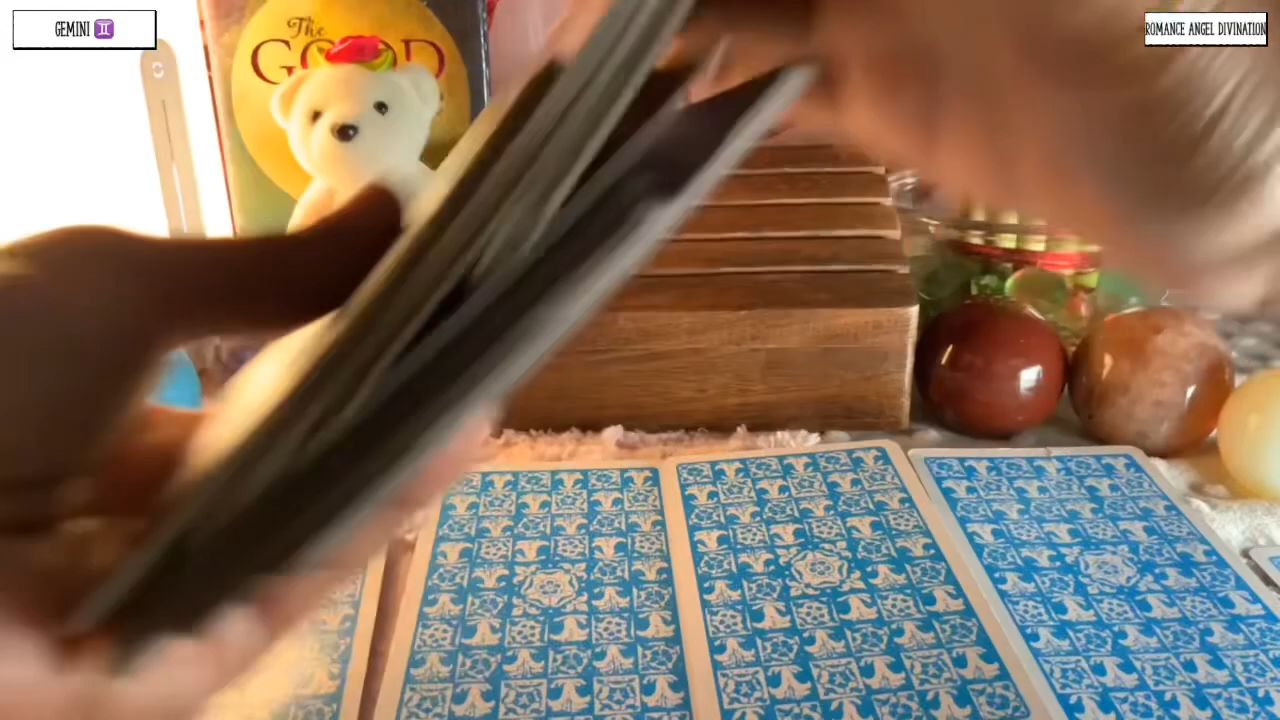 GEMINI ♊
ROMANCE ANGEL DIVINATION
The
GOOD